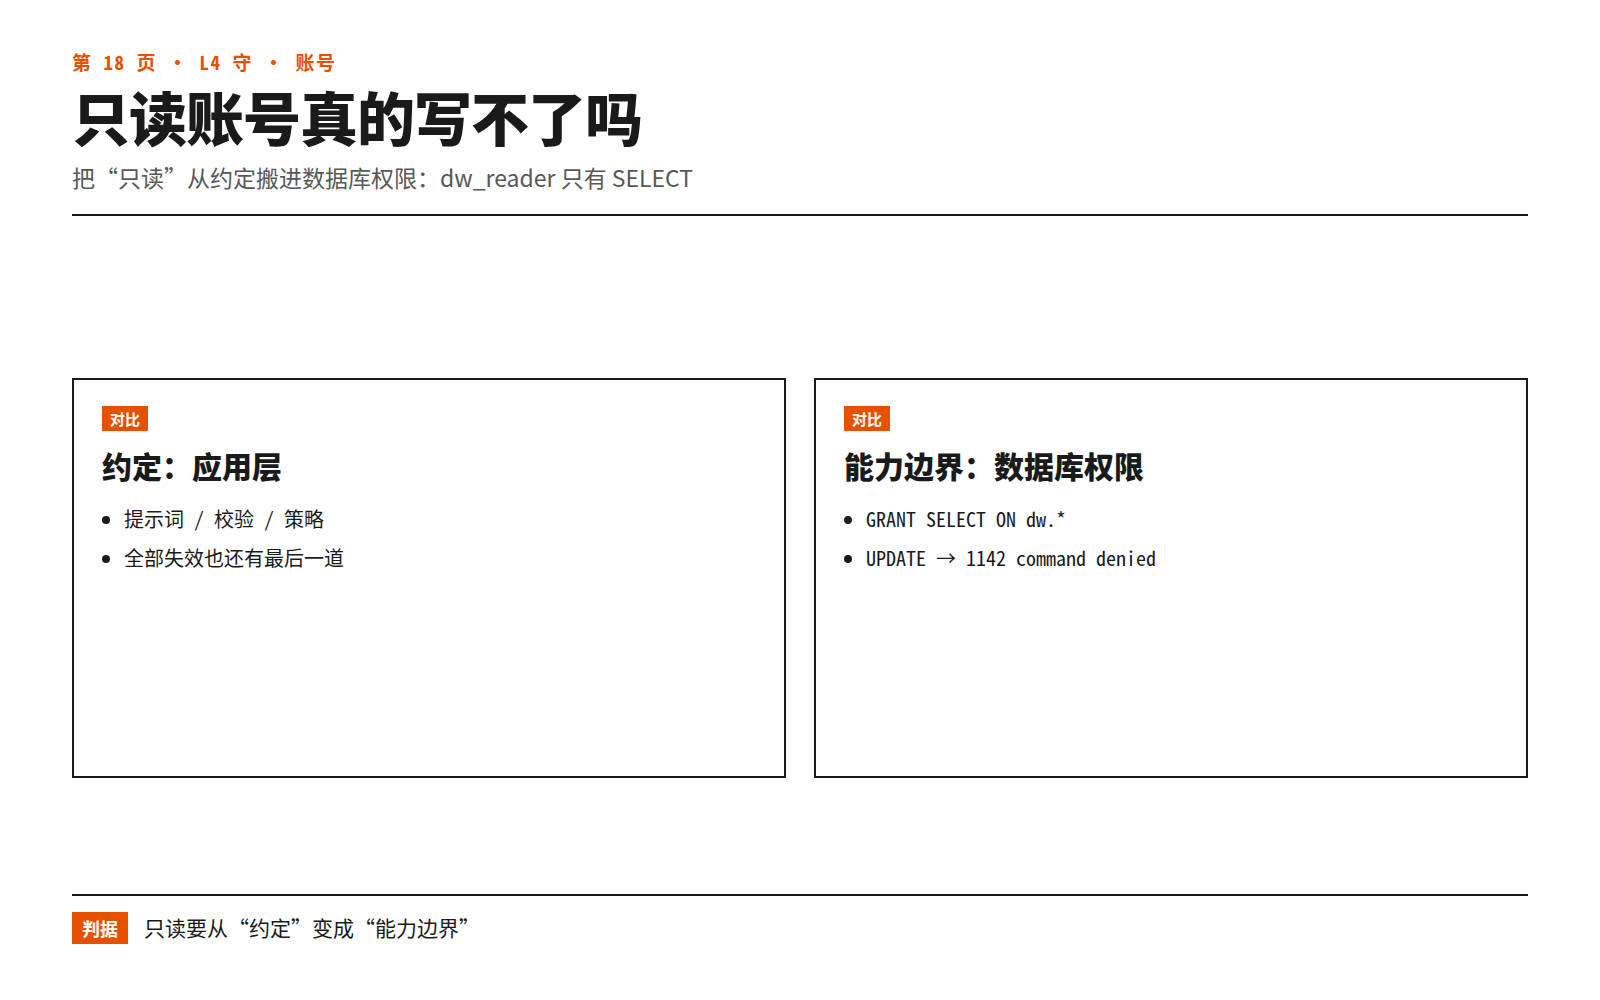 第 18 页 · L4 守 · 账号
只读账号真的写不了吗
把“只读”从约定搬进数据库权限：dw_reader 只有 SELECT
对比
约定：应用层
提示词 / 校验 / 策略
全部失效也还有最后一道
对比
能力边界：数据库权限
GRANT SELECT ON dw.*
UPDATE → 1142 command denied
判据
只读要从“约定”变成“能力边界”